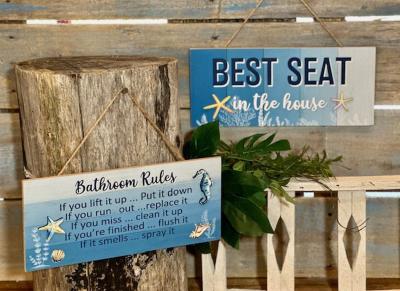 BEST SEAT
in the house
Bathroom Rules
If you lift it up ... Put it down
If you run out ...replace it
If you miss ... clean it up
If you're finished ... flush it
If it smells ... spray it